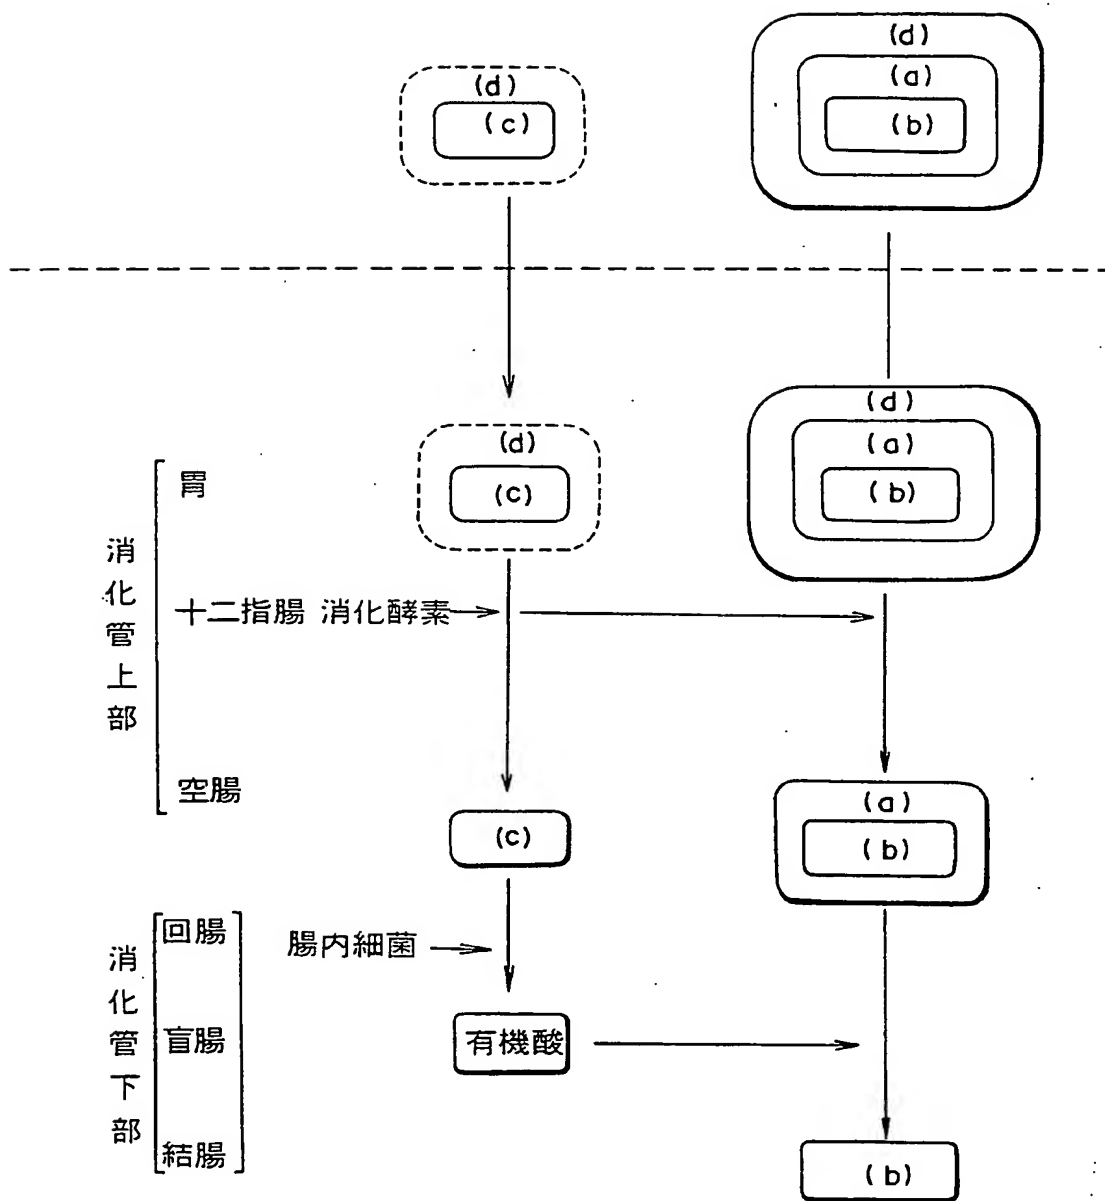 (d)
(d)
(a)
(c)
(b)
(d)
(a)
(b)
(d)
(c)
胃
消化管上部
十二指腸 消化酵素
空腸
(c)
(a)
(b)
回腸
腸内細菌
消化管下部
盲腸
有機酸
結腸
(b)